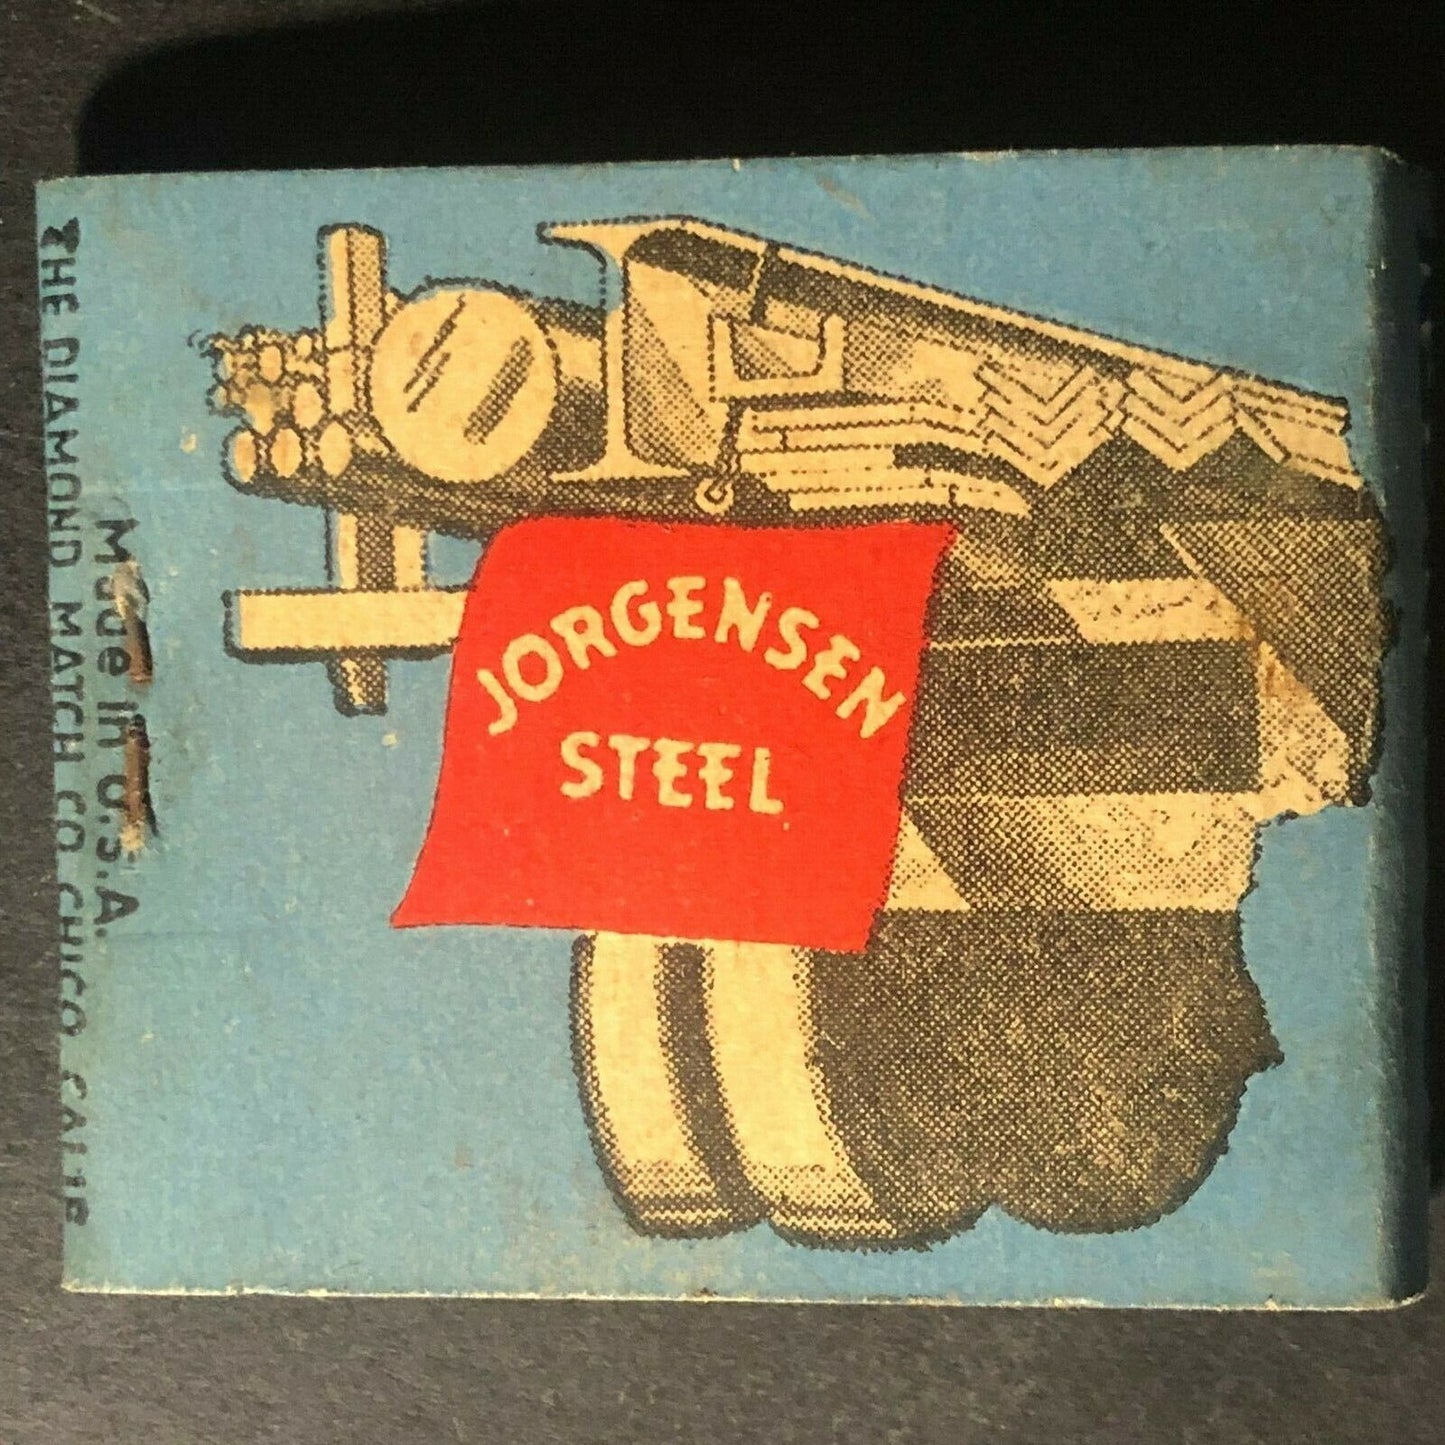 JORGENSEN
STEEL
Made in U.S.A.
THE DIAMOND MATCH CO. CHICO, CALIF